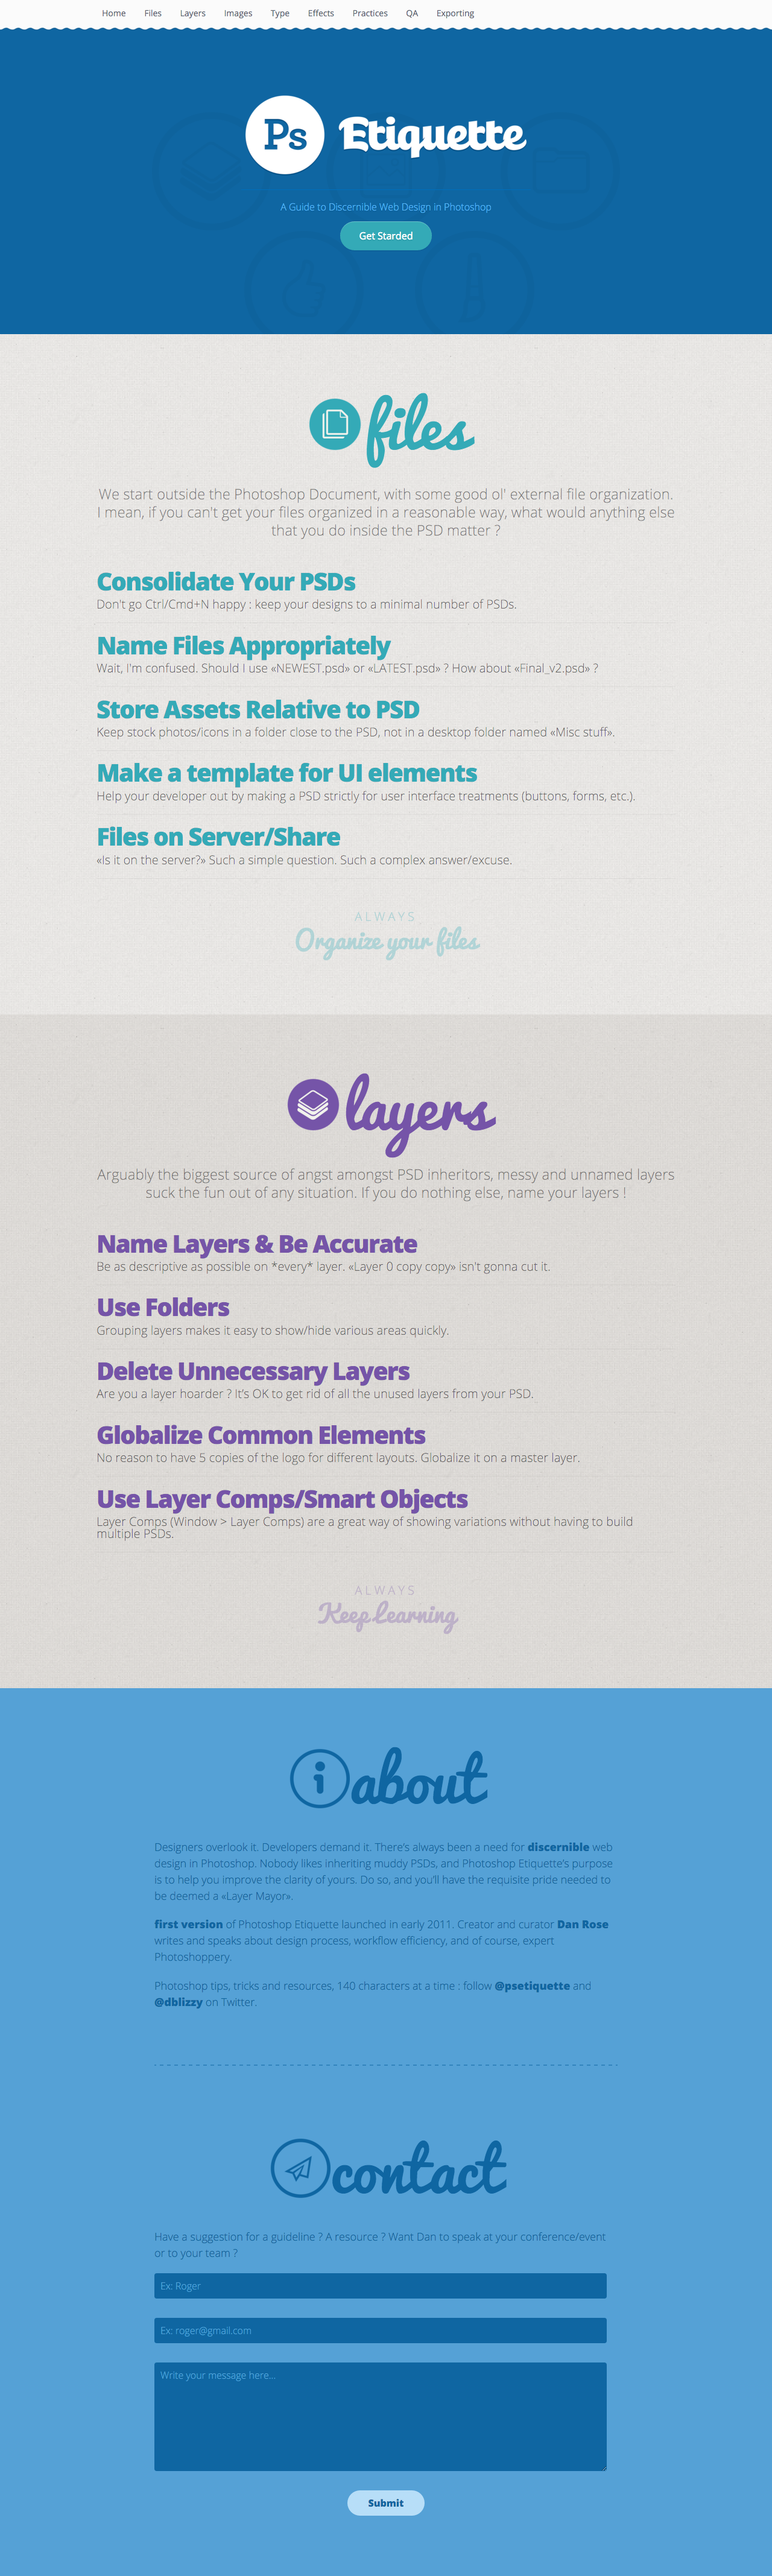 Home Files Layers Images Type Effects Practices QA Exporting
Ps Etiquette
A Guide to Discernible Web Design in Photoshop
Get Starded
files
We start outside the Photoshop Document, with some good ol' external file organization.
I mean, if you can't get your files organized in a reasonable way, what would anything else
that you do inside the PSD matter ?
Consolidate Your PSDs
Don't go Ctrl/Cmd+N happy : keep your designs to a minimal number of PSDs.
Name Files Appropriately
Wait, I'm confused. Should I use «NEWEST.psd» or «LATEST.psd» ? How about «Final_v2.psd» ?
Store Assets Relative to PSD
Keep stock photos/icons in a folder close to the PSD, not in a desktop folder named «Misc stuff».
Make a template for UI elements
Help your developer out by making a PSD strictly for user interface treatments (buttons, forms, etc.).
Files on Server/Share
«Is it on the server?» Such a simple question. Such a complex answer/excuse.
ALWAYS
Organize your files
layers
Arguably the biggest source of angst amongst PSD inheritors, messy and unnamed layers
suck the fun out of any situation. If you do nothing else, name your layers !
Name Layers & Be Accurate
Be as descriptive as possible on *every* layer. «Layer 0 copy copy» isn't gonna cut it.
Use Folders
Grouping layers makes it easy to show/hide various areas quickly.
Delete Unnecessary Layers
Are you a layer hoarder ? It's OK to get rid of all the unused layers from your PSD.
Globalize Common Elements
No reason to have 5 copies of the logo for different layouts. Globalize it on a master layer.
Use Layer Comps/Smart Objects
Layer Comps (Window > Layer Comps) are a great way of showing variations without having to build
multiple PSDs.
ALWAYS
Keep Learning
about
Designers overlook it. Developers demand it. There's always been a need for discernible web
design in Photoshop. Nobody likes inheriting muddy PSDs, and Photoshop Etiquette's purpose
is to help you improve the clarity of yours. Do so, and you'll have the requisite pride needed to
be deemed a «Layer Mayor».
first version of Photoshop Etiquette launched in early 2011. Creator and curator Dan Rose
writes and speaks about design process, workflow efficiency, and of course, expert
Photoshoppery.
Photoshop tips, tricks and resources, 140 characters at a time : follow @psetiquette and
@dblizzy on Twitter.
contact
Have a suggestion for a guideline ? A resource ? Want Dan to speak at your conference/event
or to your team ?
Ex: Roger
Ex: roger@gmail.com
Write your message here...
Submit